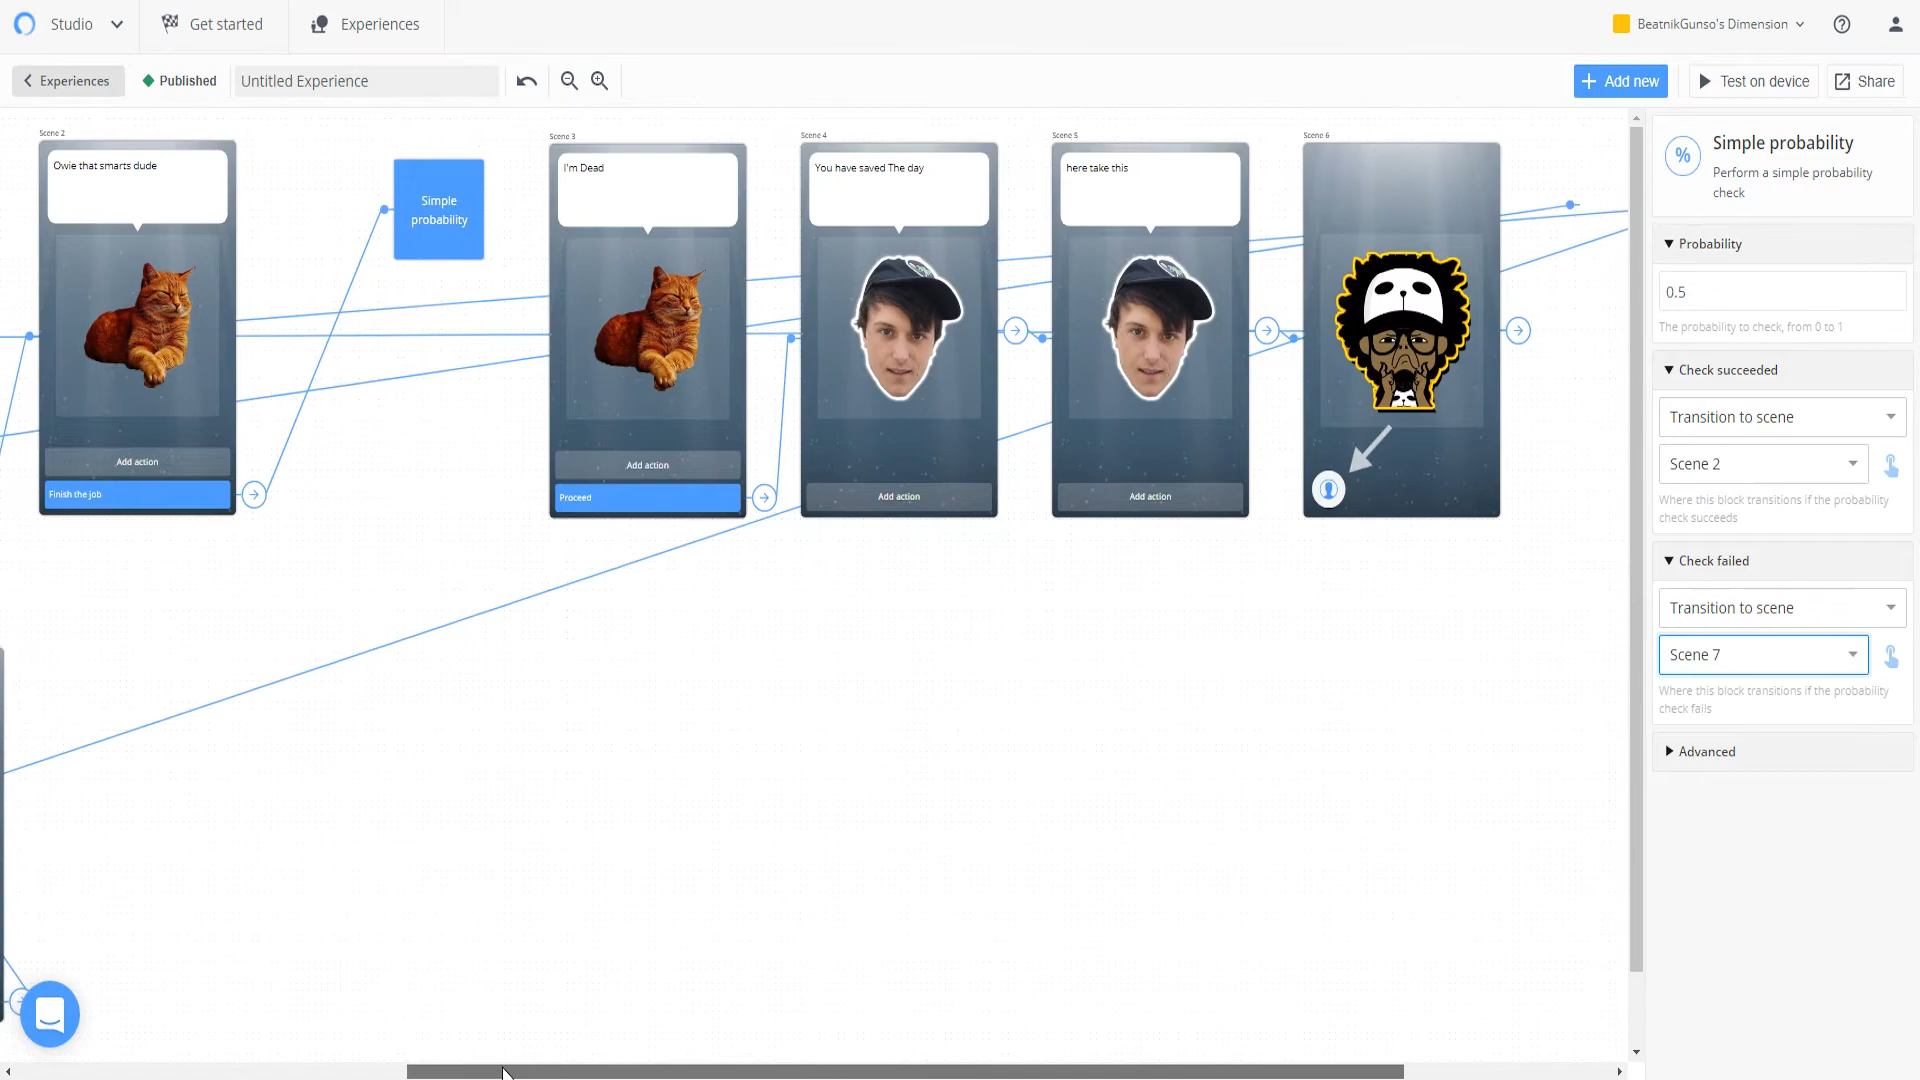 Studio
Get started
Experiences
BeatnikGunso's Dimension
Experiences
Published
Untitled Experience
Add new
Test on device
Share
Scene 2
Owie that smarts dude
Add action
Finish the job
Simple
probability
Scene 3
I'm Dead
Add action
Proceed
Scene 4
You have saved The day
Add action
Scene 5
here take this
Add action
Scene 6
%
Simple probability
Perform a simple probability
check
Probability
0.5
The probability to check, from 0 to 1
Check succeeded
Transition to scene
Scene 2
Where this block transitions if the probability
check succeeds
Check failed
Transition to scene
Scene 7
Where this block transitions if the probability
check fails
Advanced